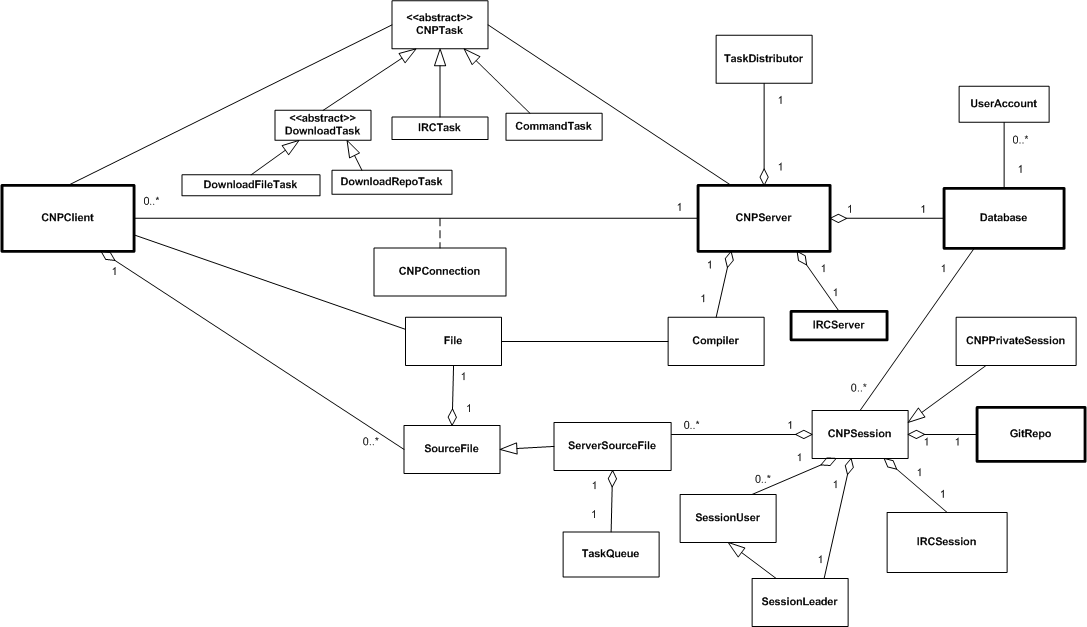 <<abstract>>
CNPTask
TaskDistributor
1
UserAccount
0..*
1
<<abstract>>
DownloadTask
IRCTask
CommandTask
DownloadFileTask
DownloadRepoTask
1
CNPClient
0..*
1
CNPServer
1
1
Database
CNPConnection
1
1
1
1
1
1
IRCServer
1
File
Compiler
CNPPrivateSession
1
1
0..*
0..*
SourceFile
ServerSourceFile
0..*
1
CNPSession
1
1
GitRepo
1
1
1
1
0..*
1
1
SessionUser
IRCSession
TaskQueue
1
SessionLeader